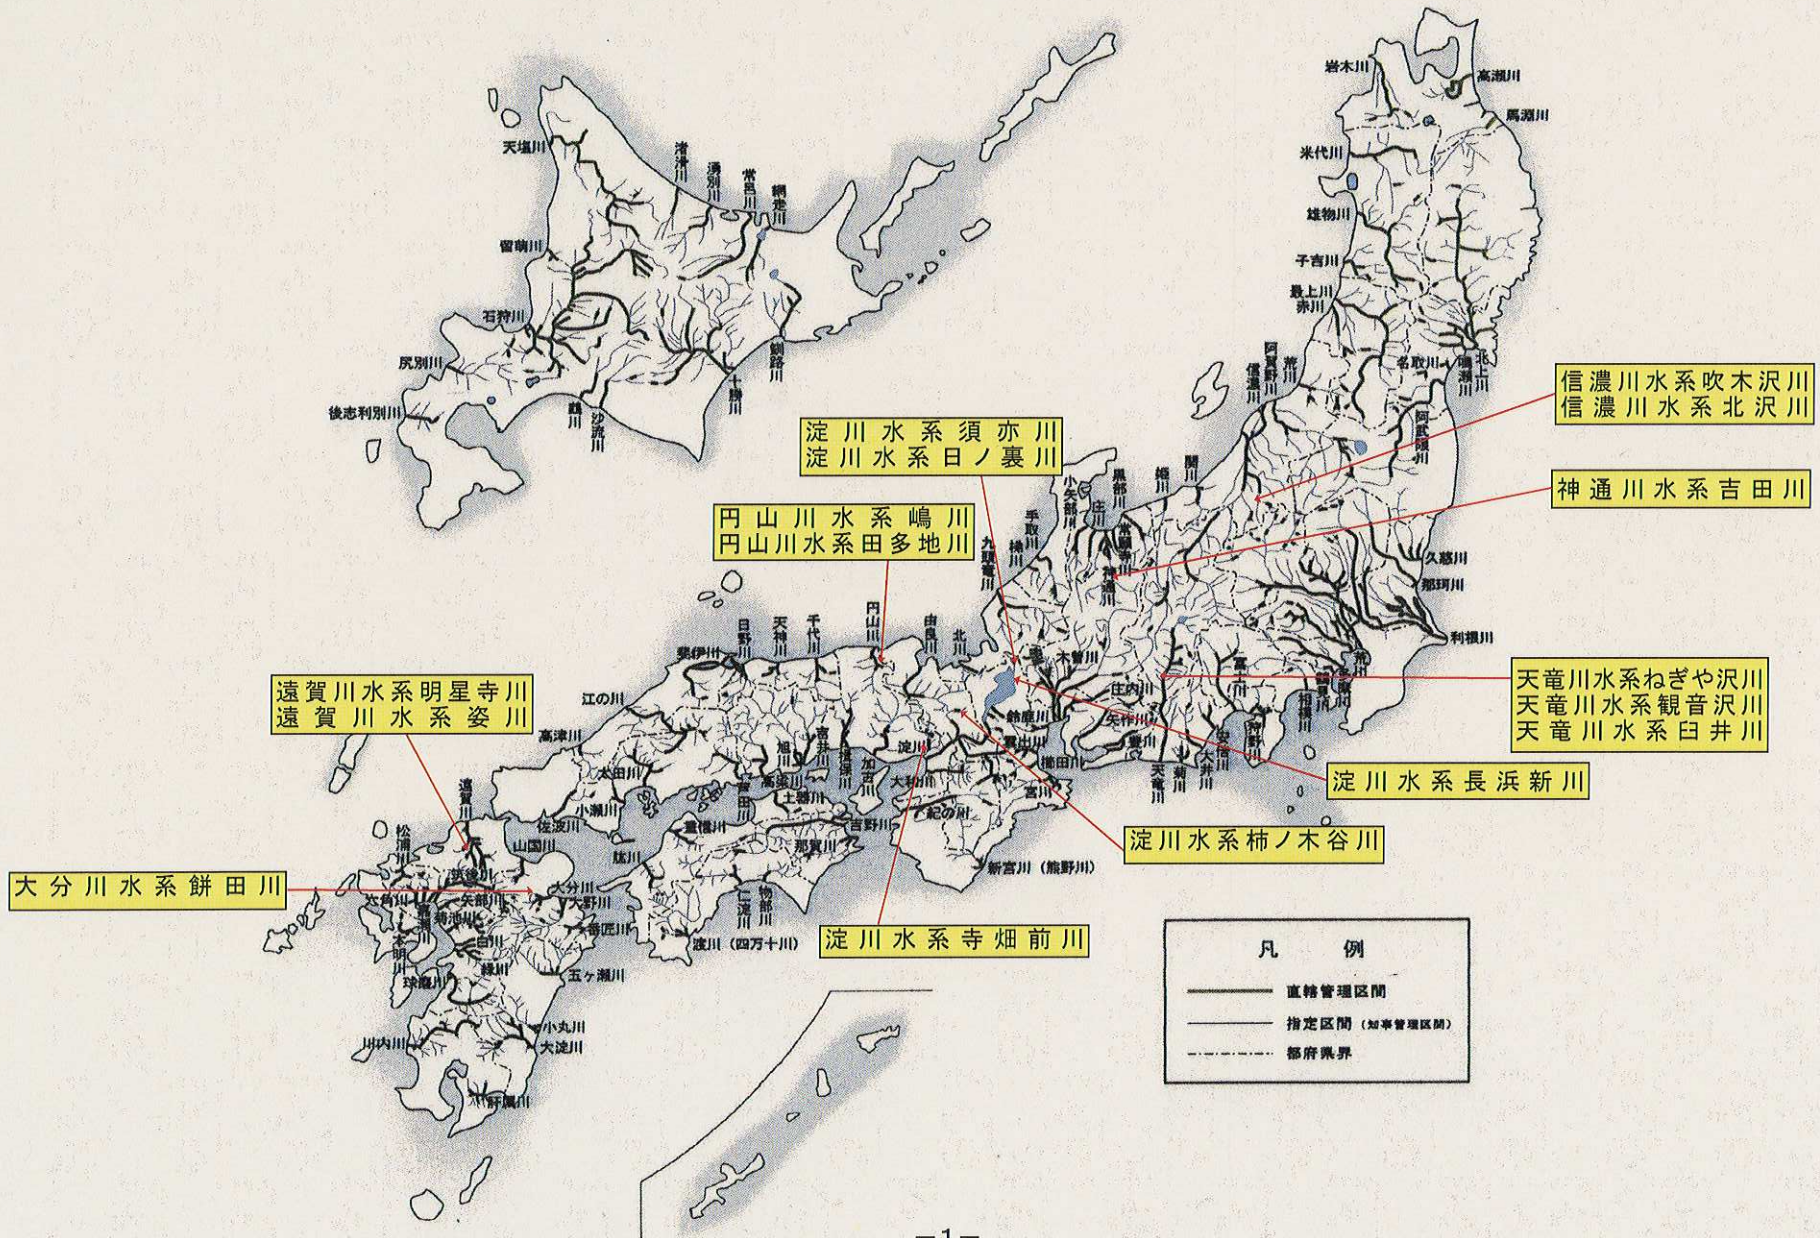 岩木川
高瀬川
馬淵川
米代川
雄物川
子吉川
最上川
赤川
名取川
鳴瀬川
北上川
阿武隈川
荒川
阿賀野川
信濃川
天塩川
渚滑川
湧別川
常呂川
網走川
留萌川
石狩川
尻別川
後志利別川
鵡川
沙流川
十勝川
釧路川
信濃川水系吹木沢川
信濃川水系北沢川
神通川水系吉田川
淀川水系須亦川
淀川水系日ノ裏川
円山川水系嶋川
円山川水系田多地川
関川
姫川
黒部川
常願寺川
神通川
庄川
小矢部川
手取川
梯川
九頭竜川
北川
由良川
円山川
千代川
天神川
日野川
斐伊川
江の川
高津川
久慈川
那珂川
利根川
荒川
多摩川
鶴見川
相模川
富士川
狩野川
安倍川
大井川
菊川
天竜川
豊川
矢作川
庄内川
木曽川
鈴鹿川
雲出川
櫛田川
宮川
淀川
大和川
紀の川
新宮川（熊野川）
加古川
揖保川
吉井川
旭川
高梁川
芦田川
太田川
小瀬川
佐波川
土器川
重信川
吉野川
那賀川
肱川
物部川
仁淀川
渡川（四万十川）
遠賀川水系明星寺川
遠賀川水系姿川
天竜川水系ねぎや沢川
天竜川水系観音沢川
天竜川水系臼井川
淀川水系長浜新川
淀川水系柿ノ木谷川
淀川水系寺畑前川
大分川水系餅田川
遠賀川
松浦川
山国川
筑後川
大分川
大野川
六角川
嘉瀬川
矢部川
菊池川
番匠川
本明川
白川
緑川
球磨川
五ヶ瀬川
小丸川
川内川
大淀川
肝属川
凡例
直轄管理区間
指定区間（知事管理区間）
都府県界
－1－